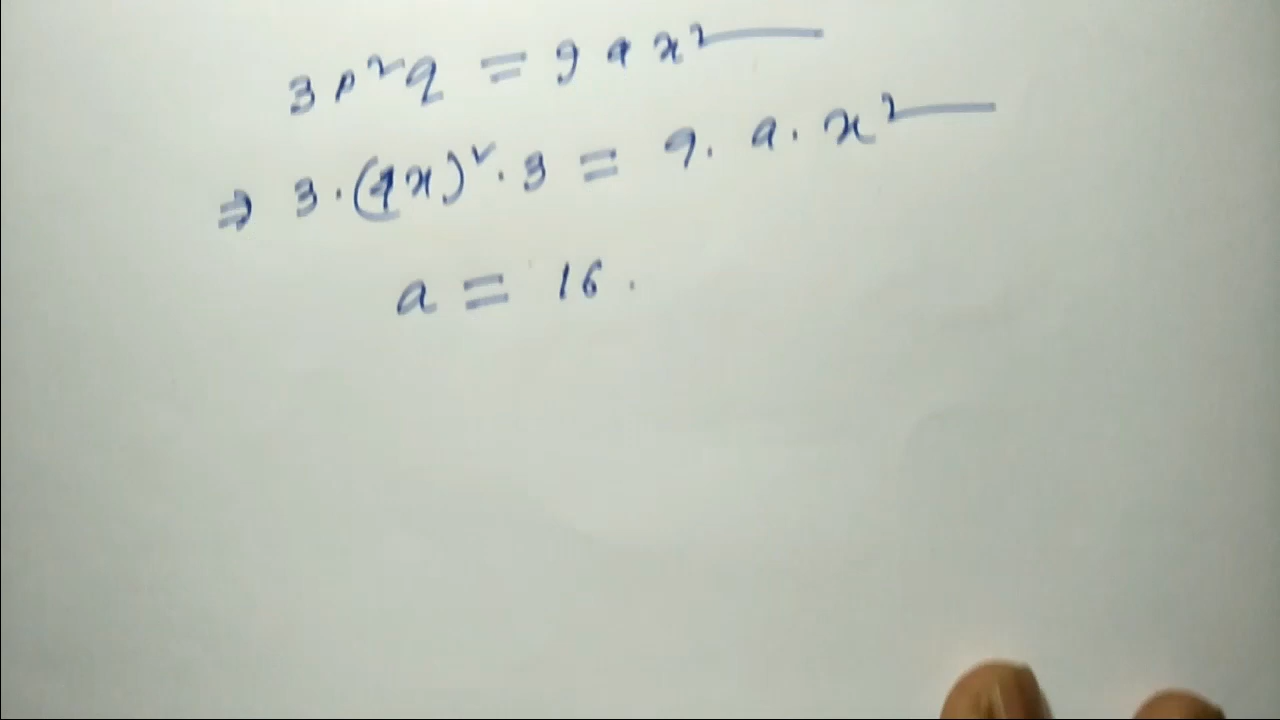 3p²q = 9ax²
⇒ 3.(4x)².3 = 9.a.x²
a = 16.